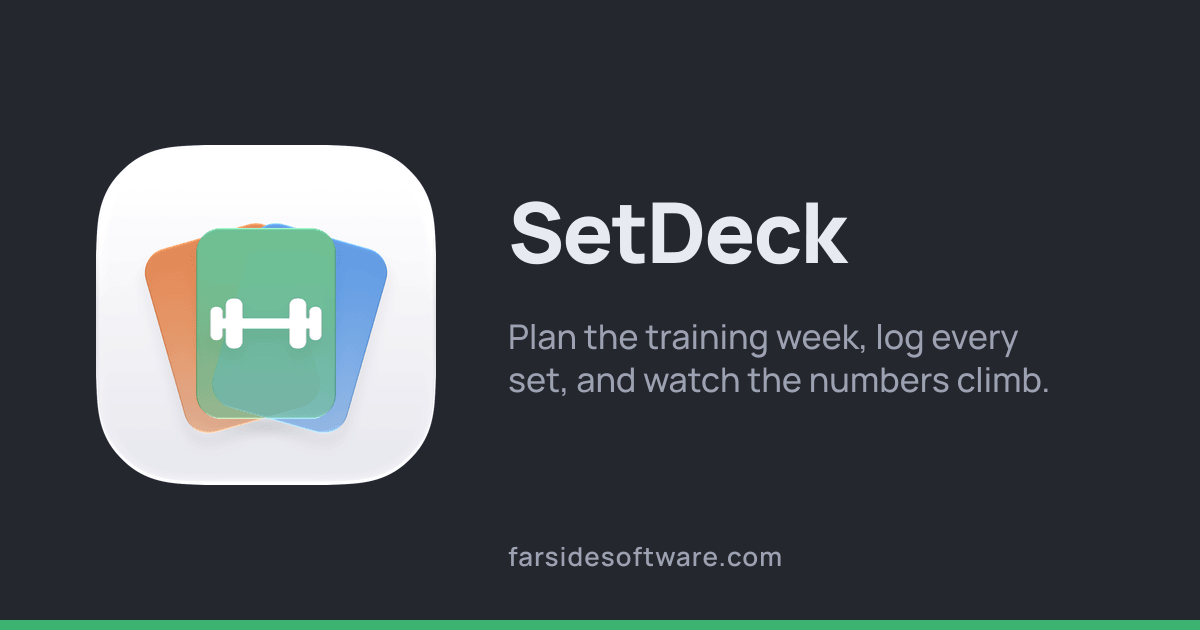 SetDeck
Plan the training week, log every
set, and watch the numbers climb.
farsidesoftware.com